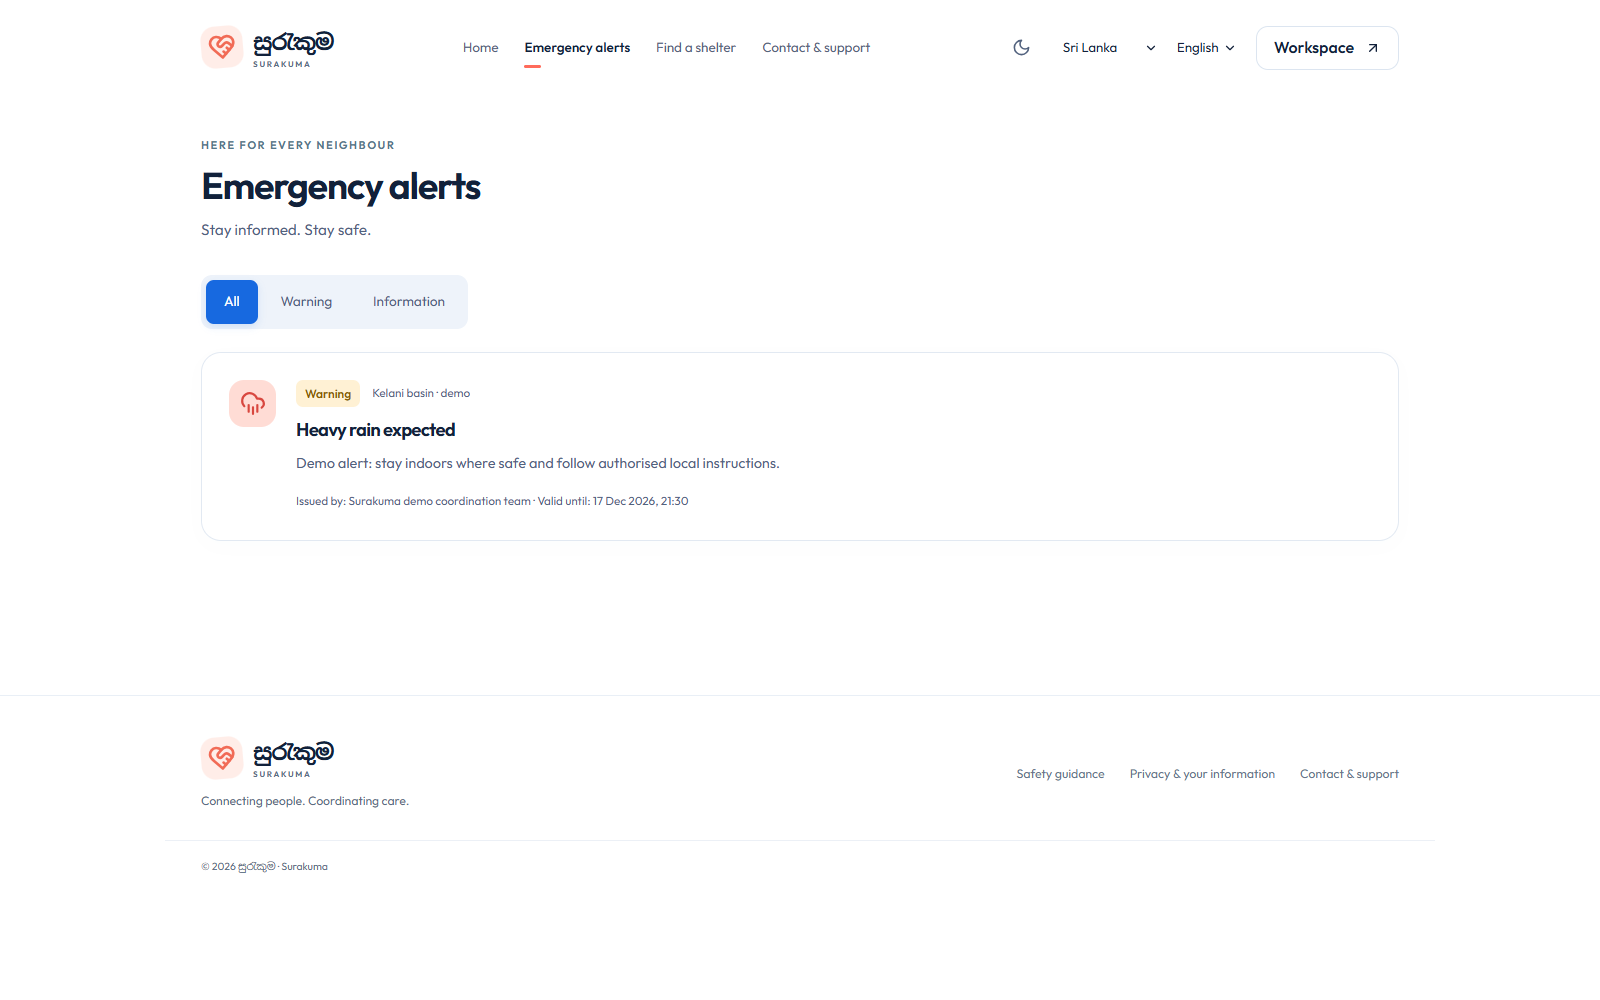 සුරැකුම
SURAKUMA
Home
Emergency alerts
Find a shelter
Contact & support
Sri Lanka
English
Workspace
HERE FOR EVERY NEIGHBOUR
Emergency alerts
Stay informed. Stay safe.
All
Warning
Information
Warning
Kelani basin · demo
Heavy rain expected
Demo alert: stay indoors where safe and follow authorised local instructions.
Issued by: Surakuma demo coordination team · Valid until: 17 Dec 2026, 21:30
සුරැකුම
SURAKUMA
Connecting people. Coordinating care.
Safety guidance
Privacy & your information
Contact & support
© 2026 සුරැකුම · Surakuma